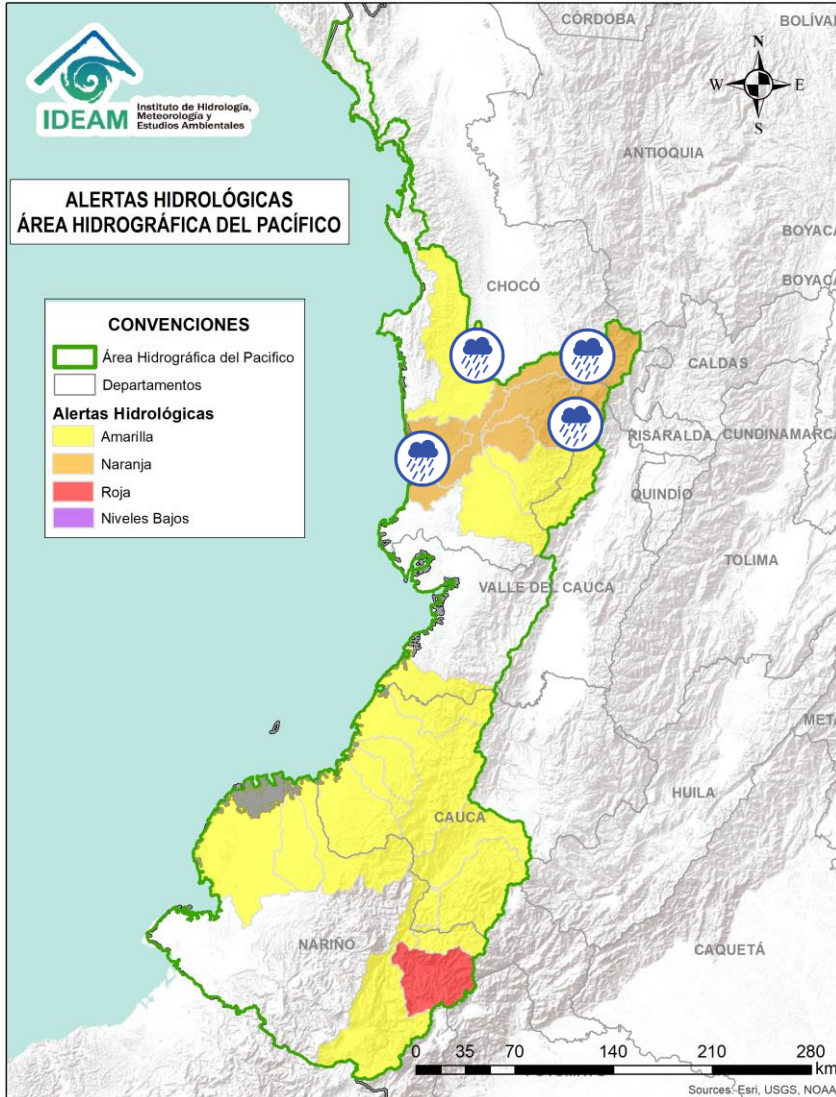 CÓRDOBA
BOLÍVAR
IDEAM
Instituto de Hidrología,
Meteorología y
Estudios Ambientales
N
W
E
S
ANTIOQUIA
ALERTAS HIDROLÓGICAS
ÁREA HIDROGRÁFICA DEL PACÍFICO
BOYACÁ
BOYACÁ
CHOCÓ
CONVENCIONES
Área Hidrográfica del Pacifico
Departamentos
Alertas Hidrológicas
Amarilla
Naranja
Roja
Niveles Bajos
CALDAS
RISARALDA
CUNDINAMARCA
QUINDÍO
TOLIMA
VALLE DEL CAUCA
META
HUILA
CAUCA
NARIÑO
CAQUETÁ
0 35 70 140 210 280
km
Sources: Esri, USGS, NOAA